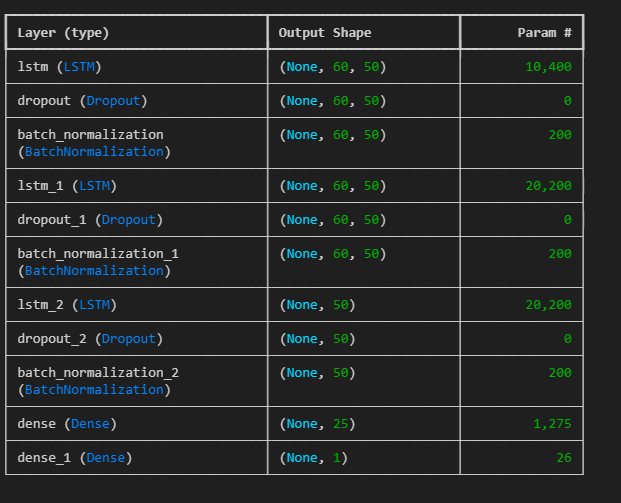 Layer (type) Output Shape Param #
lstm (LSTM) (None, 60, 50) 10,400
dropout (Dropout) (None, 60, 50) 0
batch_normalization (None, 60, 50) 200
(BatchNormalization)
lstm_1 (LSTM) (None, 60, 50) 20,200
dropout_1 (Dropout) (None, 60, 50) 0
batch_normalization_1 (None, 60, 50) 200
(BatchNormalization)
lstm_2 (LSTM) (None, 50) 20,200
dropout_2 (Dropout) (None, 50) 0
batch_normalization_2 (None, 50) 200
(BatchNormalization)
dense (Dense) (None, 25) 1,275
dense_1 (Dense) (None, 1) 26